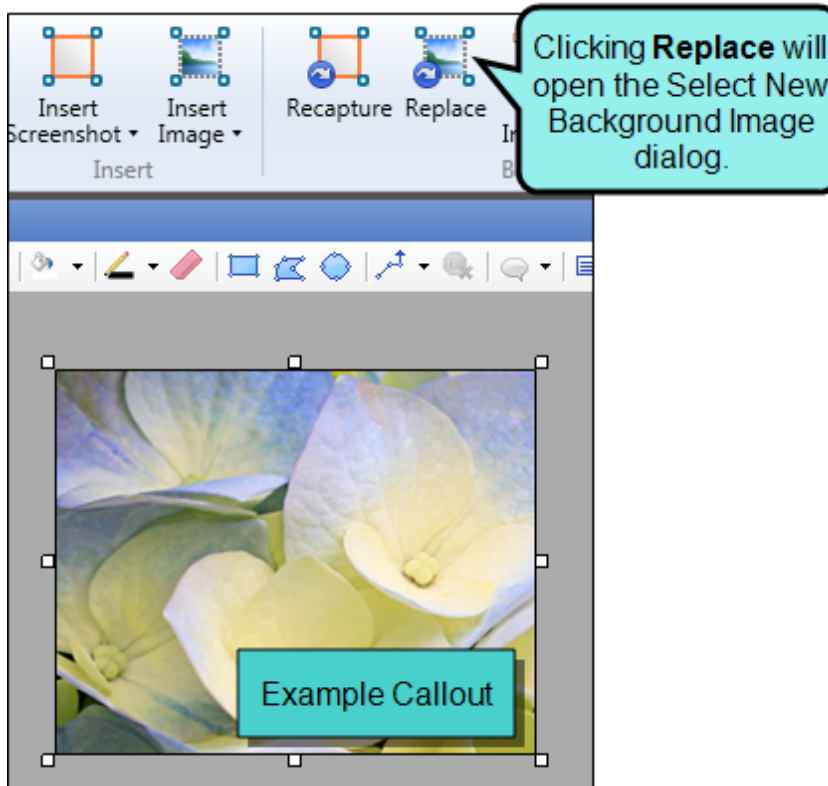 Insert
Screenshot
Insert
Image
Recapture
Replace
Insert
Clicking Replace will
open the Select New
Background Image
dialog.
Example Callout